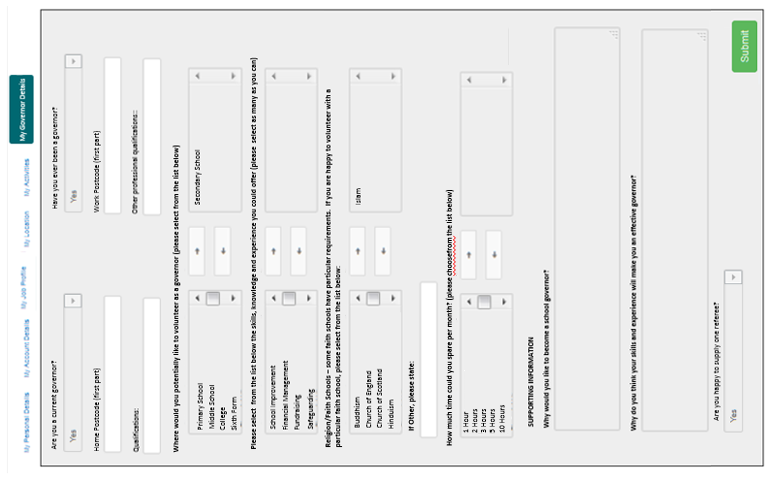 My Personal Details My Account Details My Job Profile My Location My Activities My Governor Details
Are you a current governor? Have you ever been a governor?
Yes Yes
Home Postcode (first part) Work Postcode (first part)
Qualifications: Other professional qualifications:
Where would you potentially like to volunteer as a governor (please select from the list below)
Primary School Secondary School
Middle School
College
Sixth Form
Please select from the list below the skills, knowledge and experience you could offer (please select as many as you can)
School Improvement
Financial Management
Fundraising
Safeguarding
Religion/Faith Schools – some faith schools have particular requirements. If you are happy to volunteer with a
particular faith school, please select from the list below:
Buddhism Islam
Church of England
Church of Scotland
Hinduism
If Other, please state:
How much time could you spare per month? (please choosefrom the list below)
1 Hour
2 Hours
3 Hours
5 Hours
10 Hours
SUPPORTING INFORMATION
Why would you like to become a school governor?
Why do you think your skills and experience will make you an effective governor?
Are you happy to supply one referee?
Yes
Submit